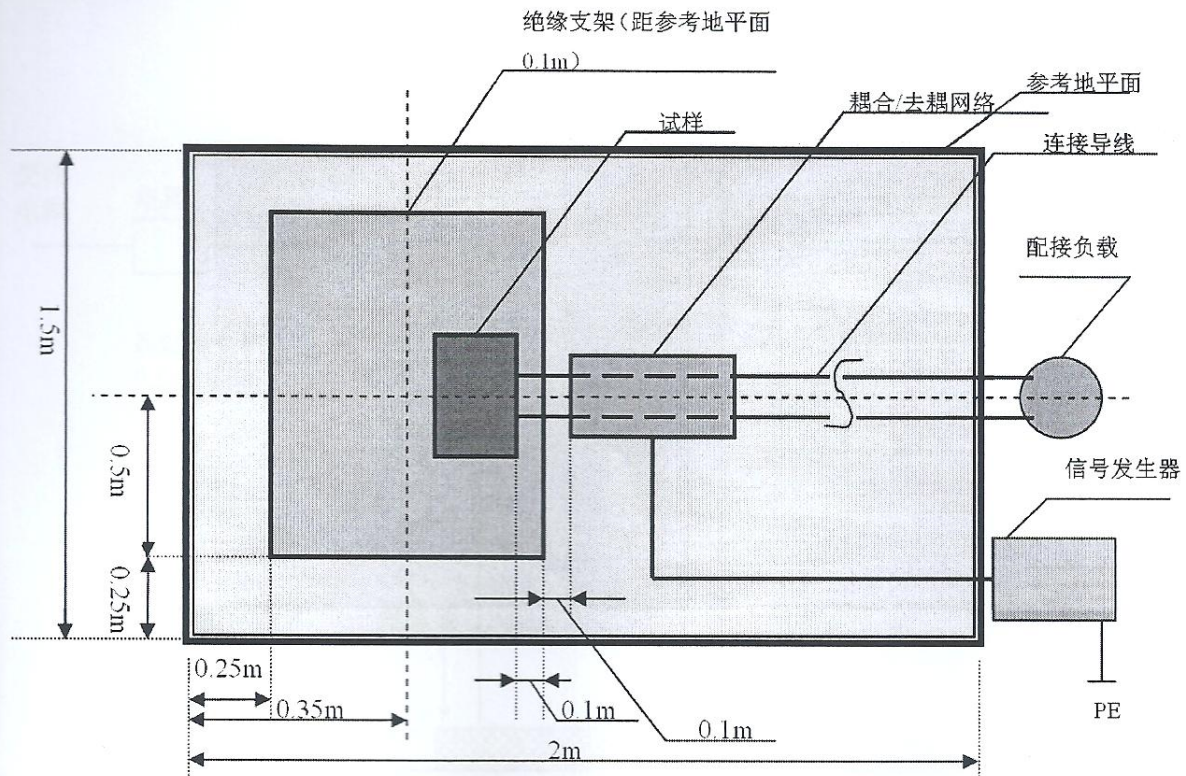 绝缘支架（距参考地平面
0.1m）
参考地平面
耦合/去耦网络
试样
连接导线
配接负载
1.5m
0.5m
信号发生器
0.25m
0.25m
0.35m
0.1m
0.1m
PE
2m